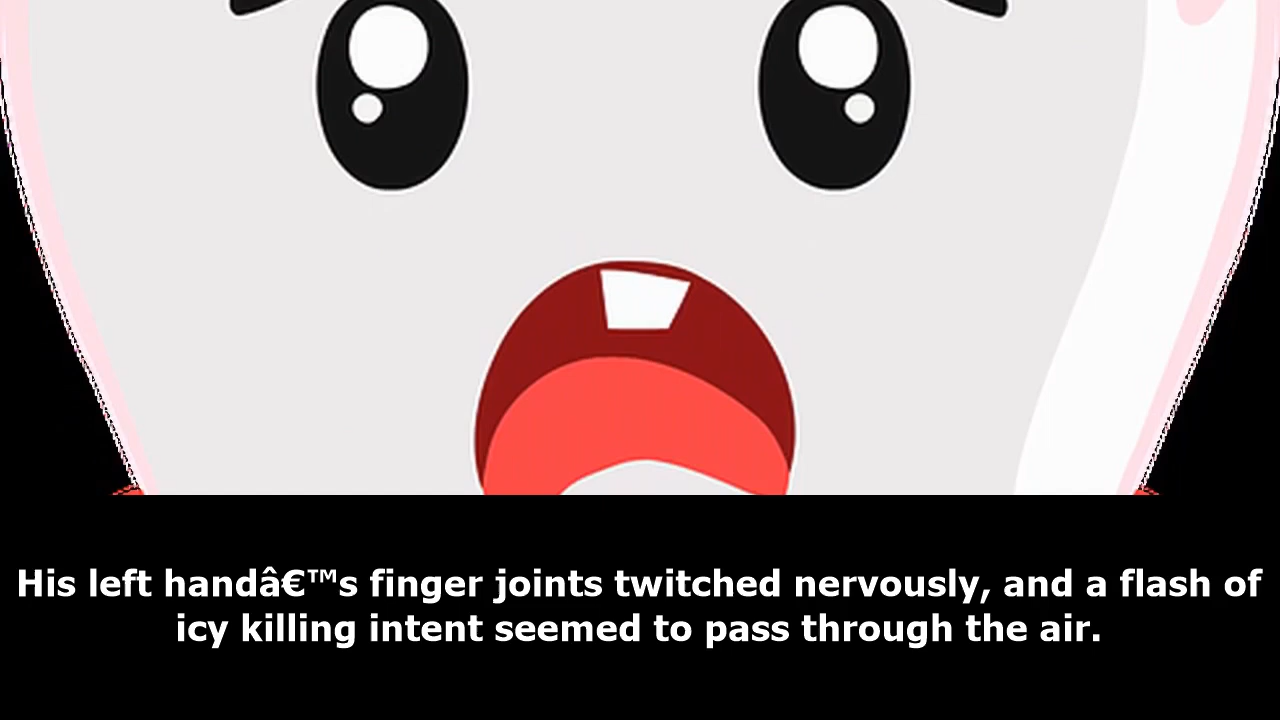 His left handâ€™s finger joints twitched nervously, and a flash of
icy killing intent seemed to pass through the air.